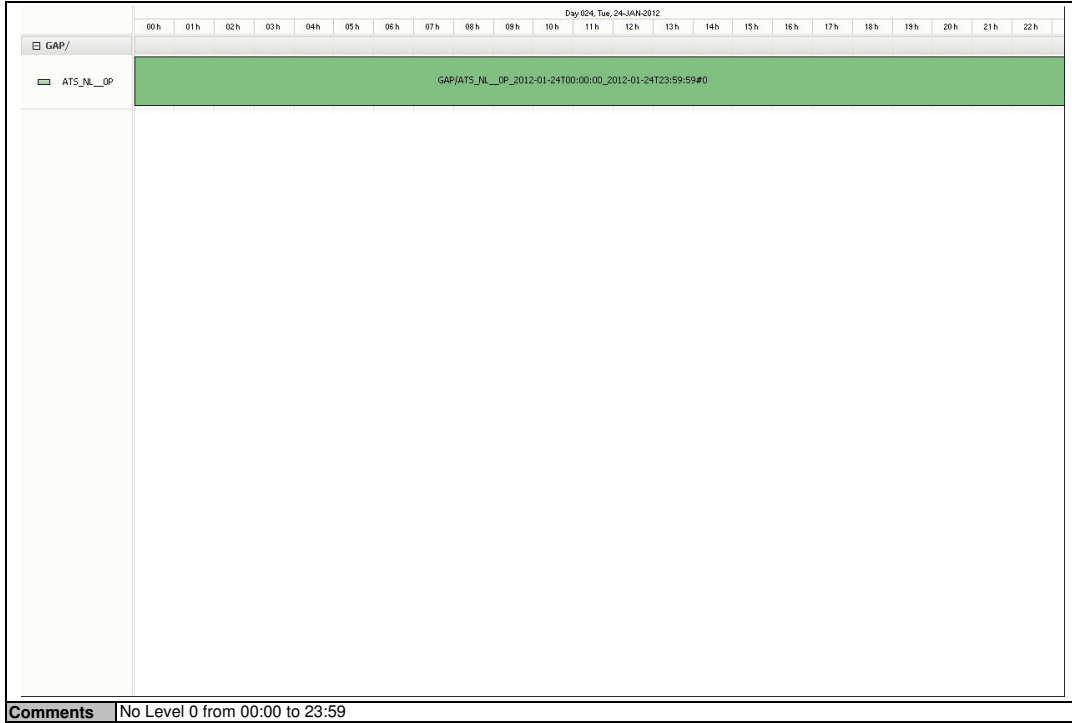 Day 024, Tue, 24-JAN-2012
00 h 01 h 02 h 03 h 04 h 05 h 06 h 07 h 08 h 09 h 10 h 11 h 12 h 13 h 14 h 15 h 16 h 17 h 18 h 19 h 20 h 21 h 22 h
GAP/
ATS_NL__0P GAP/ATS_NL__0P_2012-01-24T00:00:00_2012-01-24T23:59:59#0
Comments No Level 0 from 00:00 to 23:59